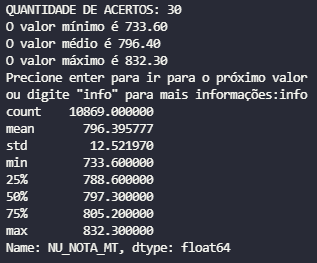 QUANTIDADE DE ACERTOS: 30
O valor mínimo é 733.60
O valor médio é 796.40
O valor máximo é 832.30
Precione enter para ir para o próximo valor
ou digite "info" para mais informações:info
count    10869.000000
mean       796.395777
std         12.521970
min        733.600000
25%        788.600000
50%        797.300000
75%        805.200000
max        832.300000
Name: NU_NOTA_MT, dtype: float64